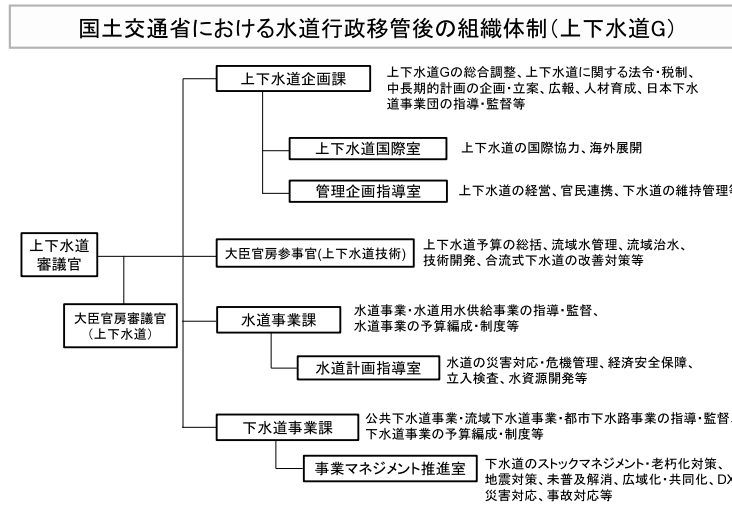 国土交通省における水道行政移管後の組織体制（上下水道G）
上下水道企画課
上下水道Gの総合調整、上下水道に関する法令・税制、
中長期的計画の企画・立案、広報、人材育成、日本下水
道事業団の指導・監督等
上下水道国際室
上下水道の国際協力、海外展開
管理企画指導室
上下水道の経営、官民連携、下水道の維持管理等
上下水道
審議官
大臣官房参事官(上下水道技術)
上下水道予算の総括、流域水管理、流域治水、
技術開発、合流式下水道の改善対策等
大臣官房審議官
（上下水道）
水道事業課
水道事業・水道用水供給事業の指導・監督、
水道事業の予算編成・制度等
水道計画指導室
水道の災害対応・危機管理、経済安全保障、
立入検査、水資源開発等
下水道事業課
公共下水道事業・流域下水道事業・都市下水路事業の指導・監督、
下水道事業の予算編成・制度等
事業マネジメント推進室
下水道のストックマネジメント・老朽化対策、
地震対策、未普及解消、広域化・共同化、DX
災害対応、事故対応等